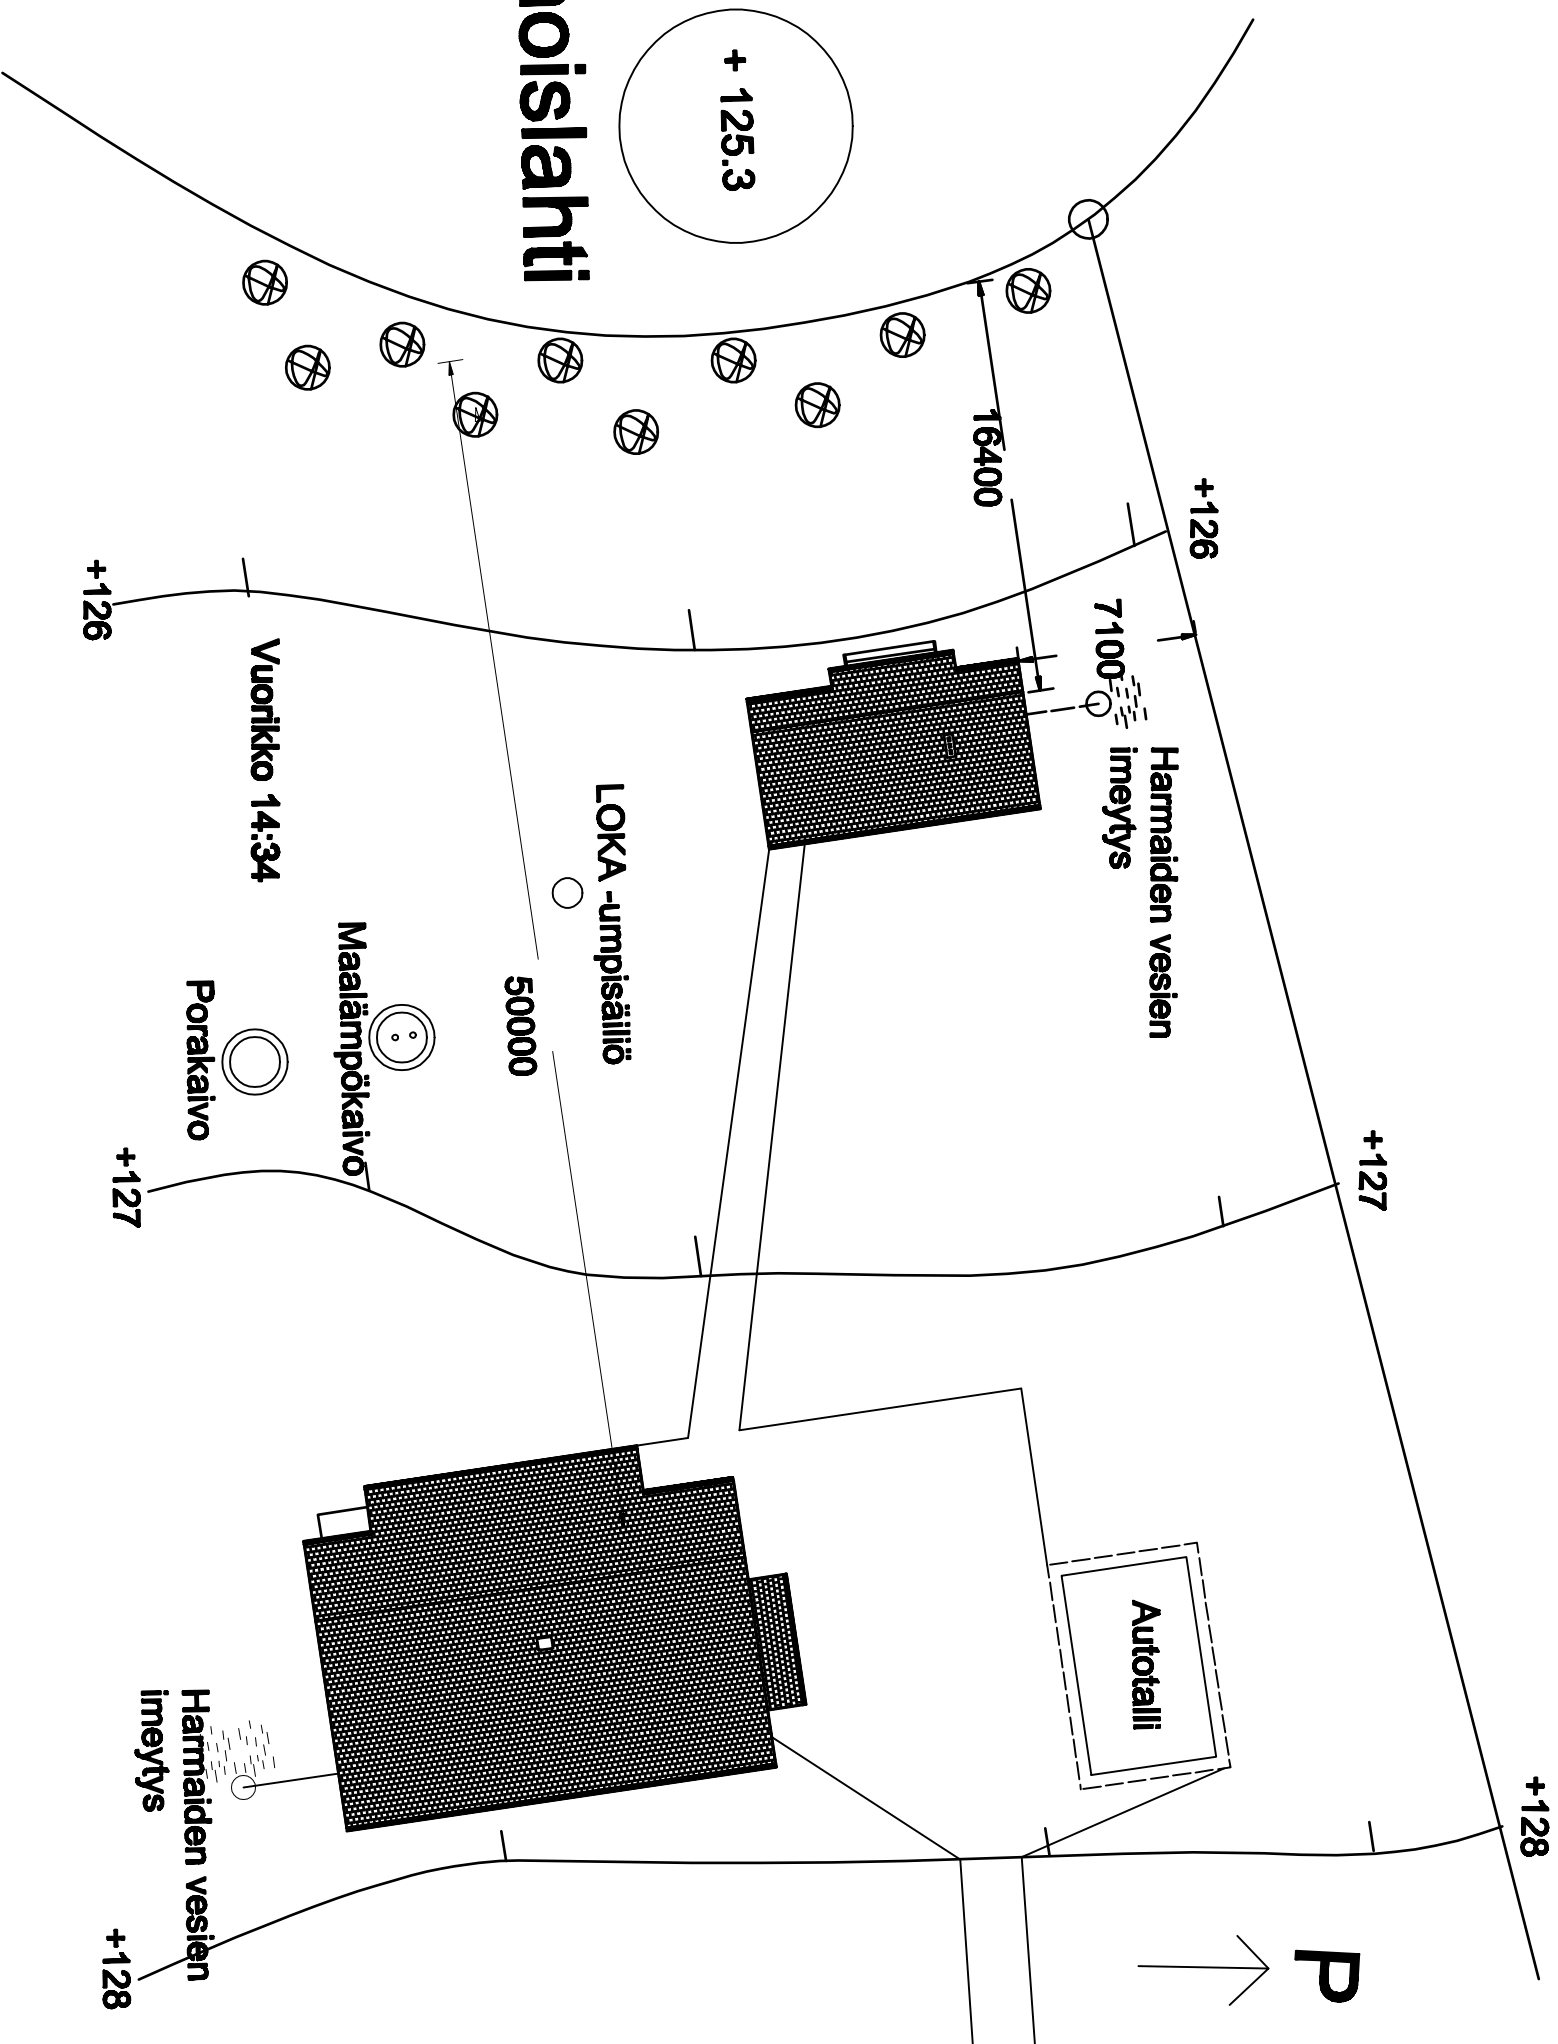 P
+126
+127
+128
Harmaiden vesien
imeytys
7100
16400
Autotalli
+ 125.3
LOKA -umpisäiliö
50000
Maalämpökaivo
Vuorikko 14:34
Porakaivo
Harmaiden vesien
imeytys
+126
+127
+128